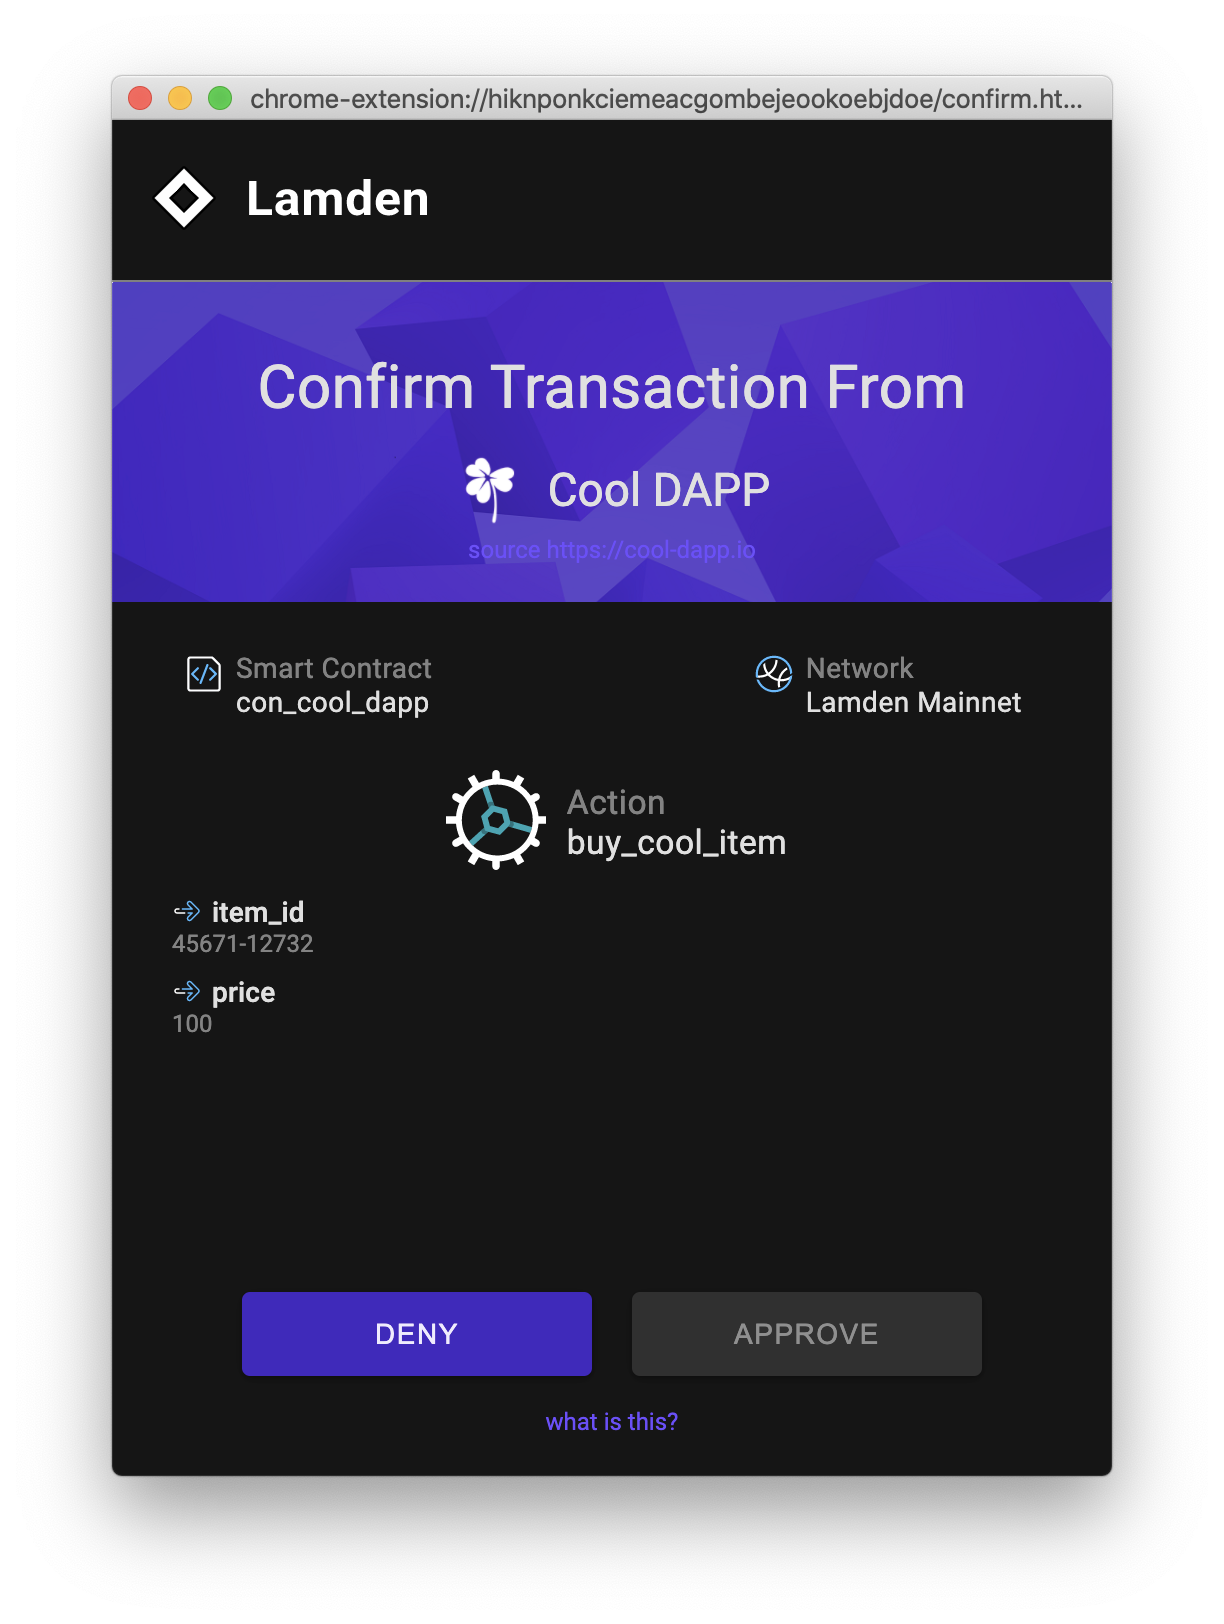 chrome-extension://hiknponkciemeacgombejeookoebjdoe/confirm.ht...
Lamden
Confirm Transaction From
Cool DAPP
source https://cool-dapp.io
Smart Contract
con_cool_dapp
Network
Lamden Mainnet
Action
buy_cool_item
item_id
45671-12732
price
100
DENY
APPROVE
what is this?